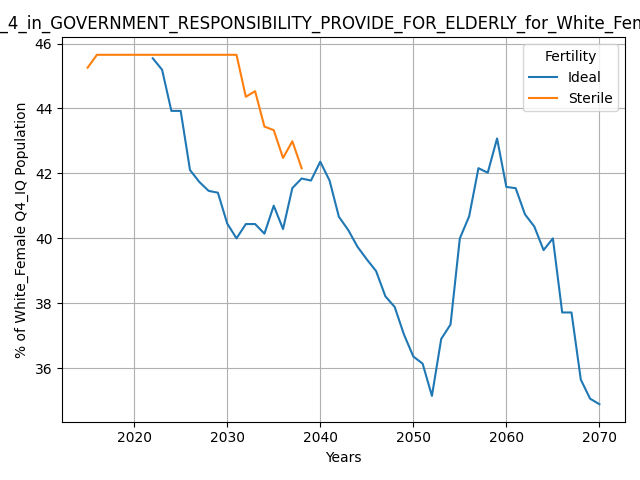 _4_in_GOVERNMENT_RESPONSIBILITY_PROVIDE_FOR_ELDERLY_for_White_Fem
46
44
42
40
38
36
% of White_Female Q4_IQ Population
Fertility
Ideal
Sterile
2020 2030 2040 2050 2060 2070
Years